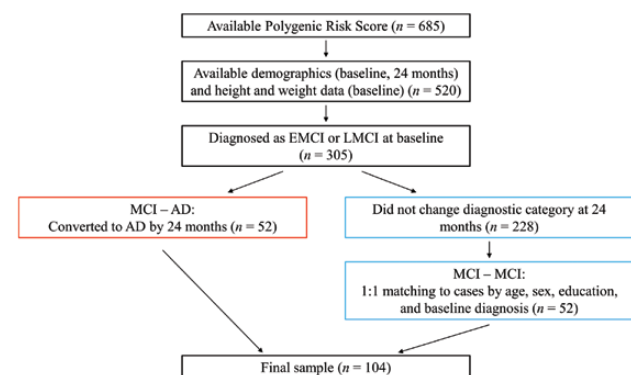 Available Polygenic Risk Score (n = 685)
Available demographics (baseline, 24 months)
and height and weight data (baseline) (n = 520)
Diagnosed as EMCI or LMCI at baseline
(n = 305)
MCI – AD:
Converted to AD by 24 months (n = 52)
Did not change diagnostic category at 24
months (n = 228)
MCI – MCI:
1:1 matching to cases by age, sex, education,
and baseline diagnosis (n = 52)
Final sample (n = 104)